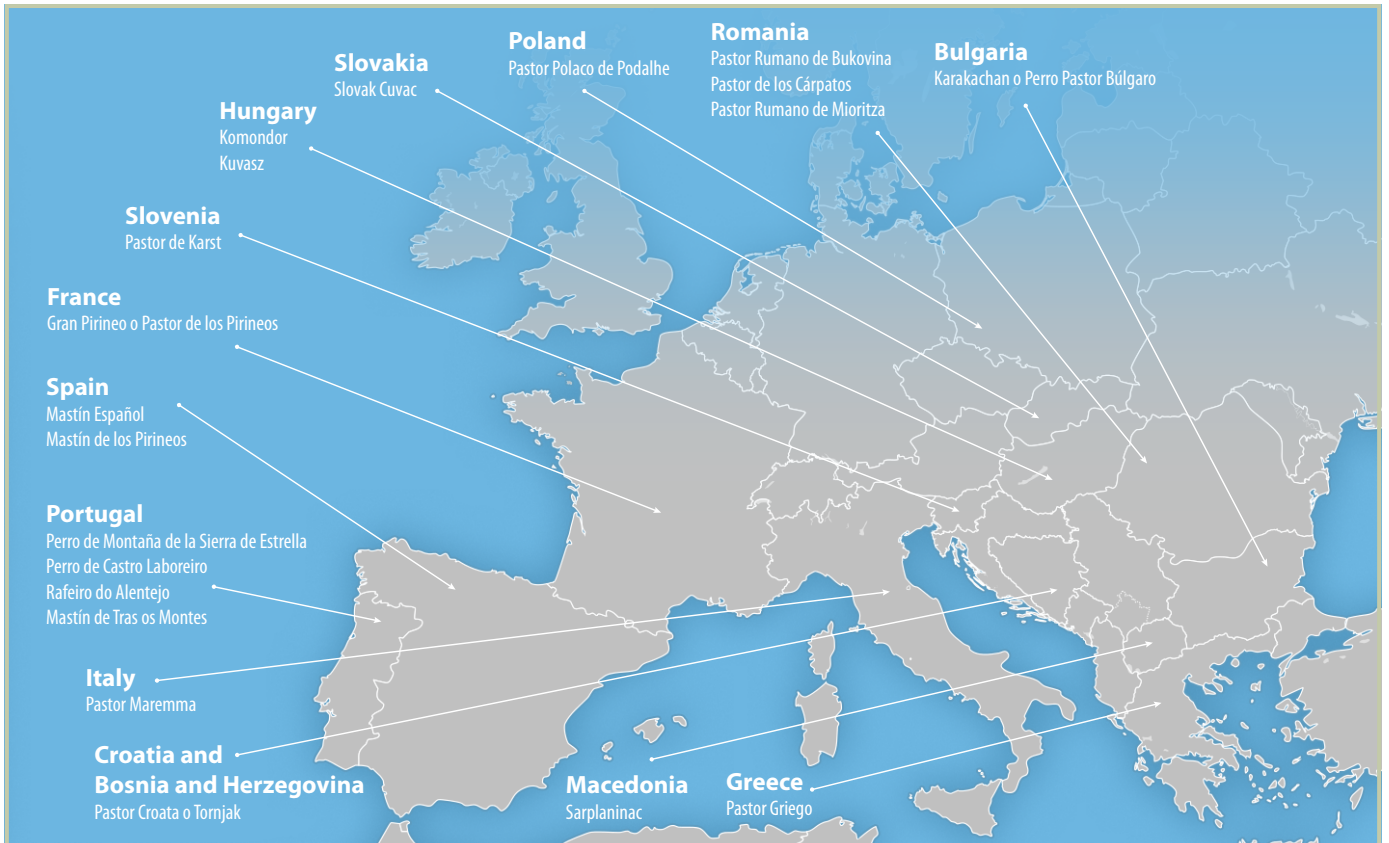 Poland
Pastor Polaco de Podalhe
Romania
Pastor Rumano de Bukovina
Pastor de los Cárpatos
Pastor Rumano de Mioritza
Bulgaria
Karakachan o Perro Pastor Búlgaro
Slovakia
Slovak Cuvac
Hungary
Komondor
Kuvasz
Slovenia
Pastor de Karst
France
Gran Pirineo o Pastor de los Pirineos
Spain
Mastín Español
Mastín de los Pirineos
Portugal
Perro de Montaña de la Sierra de Estrella
Perro de Castro Laboreiro
Rafeiro do Alentejo
Mastín de Tras os Montes
Italy
Pastor Maremma
Croatia and
Bosnia and Herzegovina
Pastor Croata o Tornjak
Macedonia
Sarplaninac
Greece
Pastor Griego